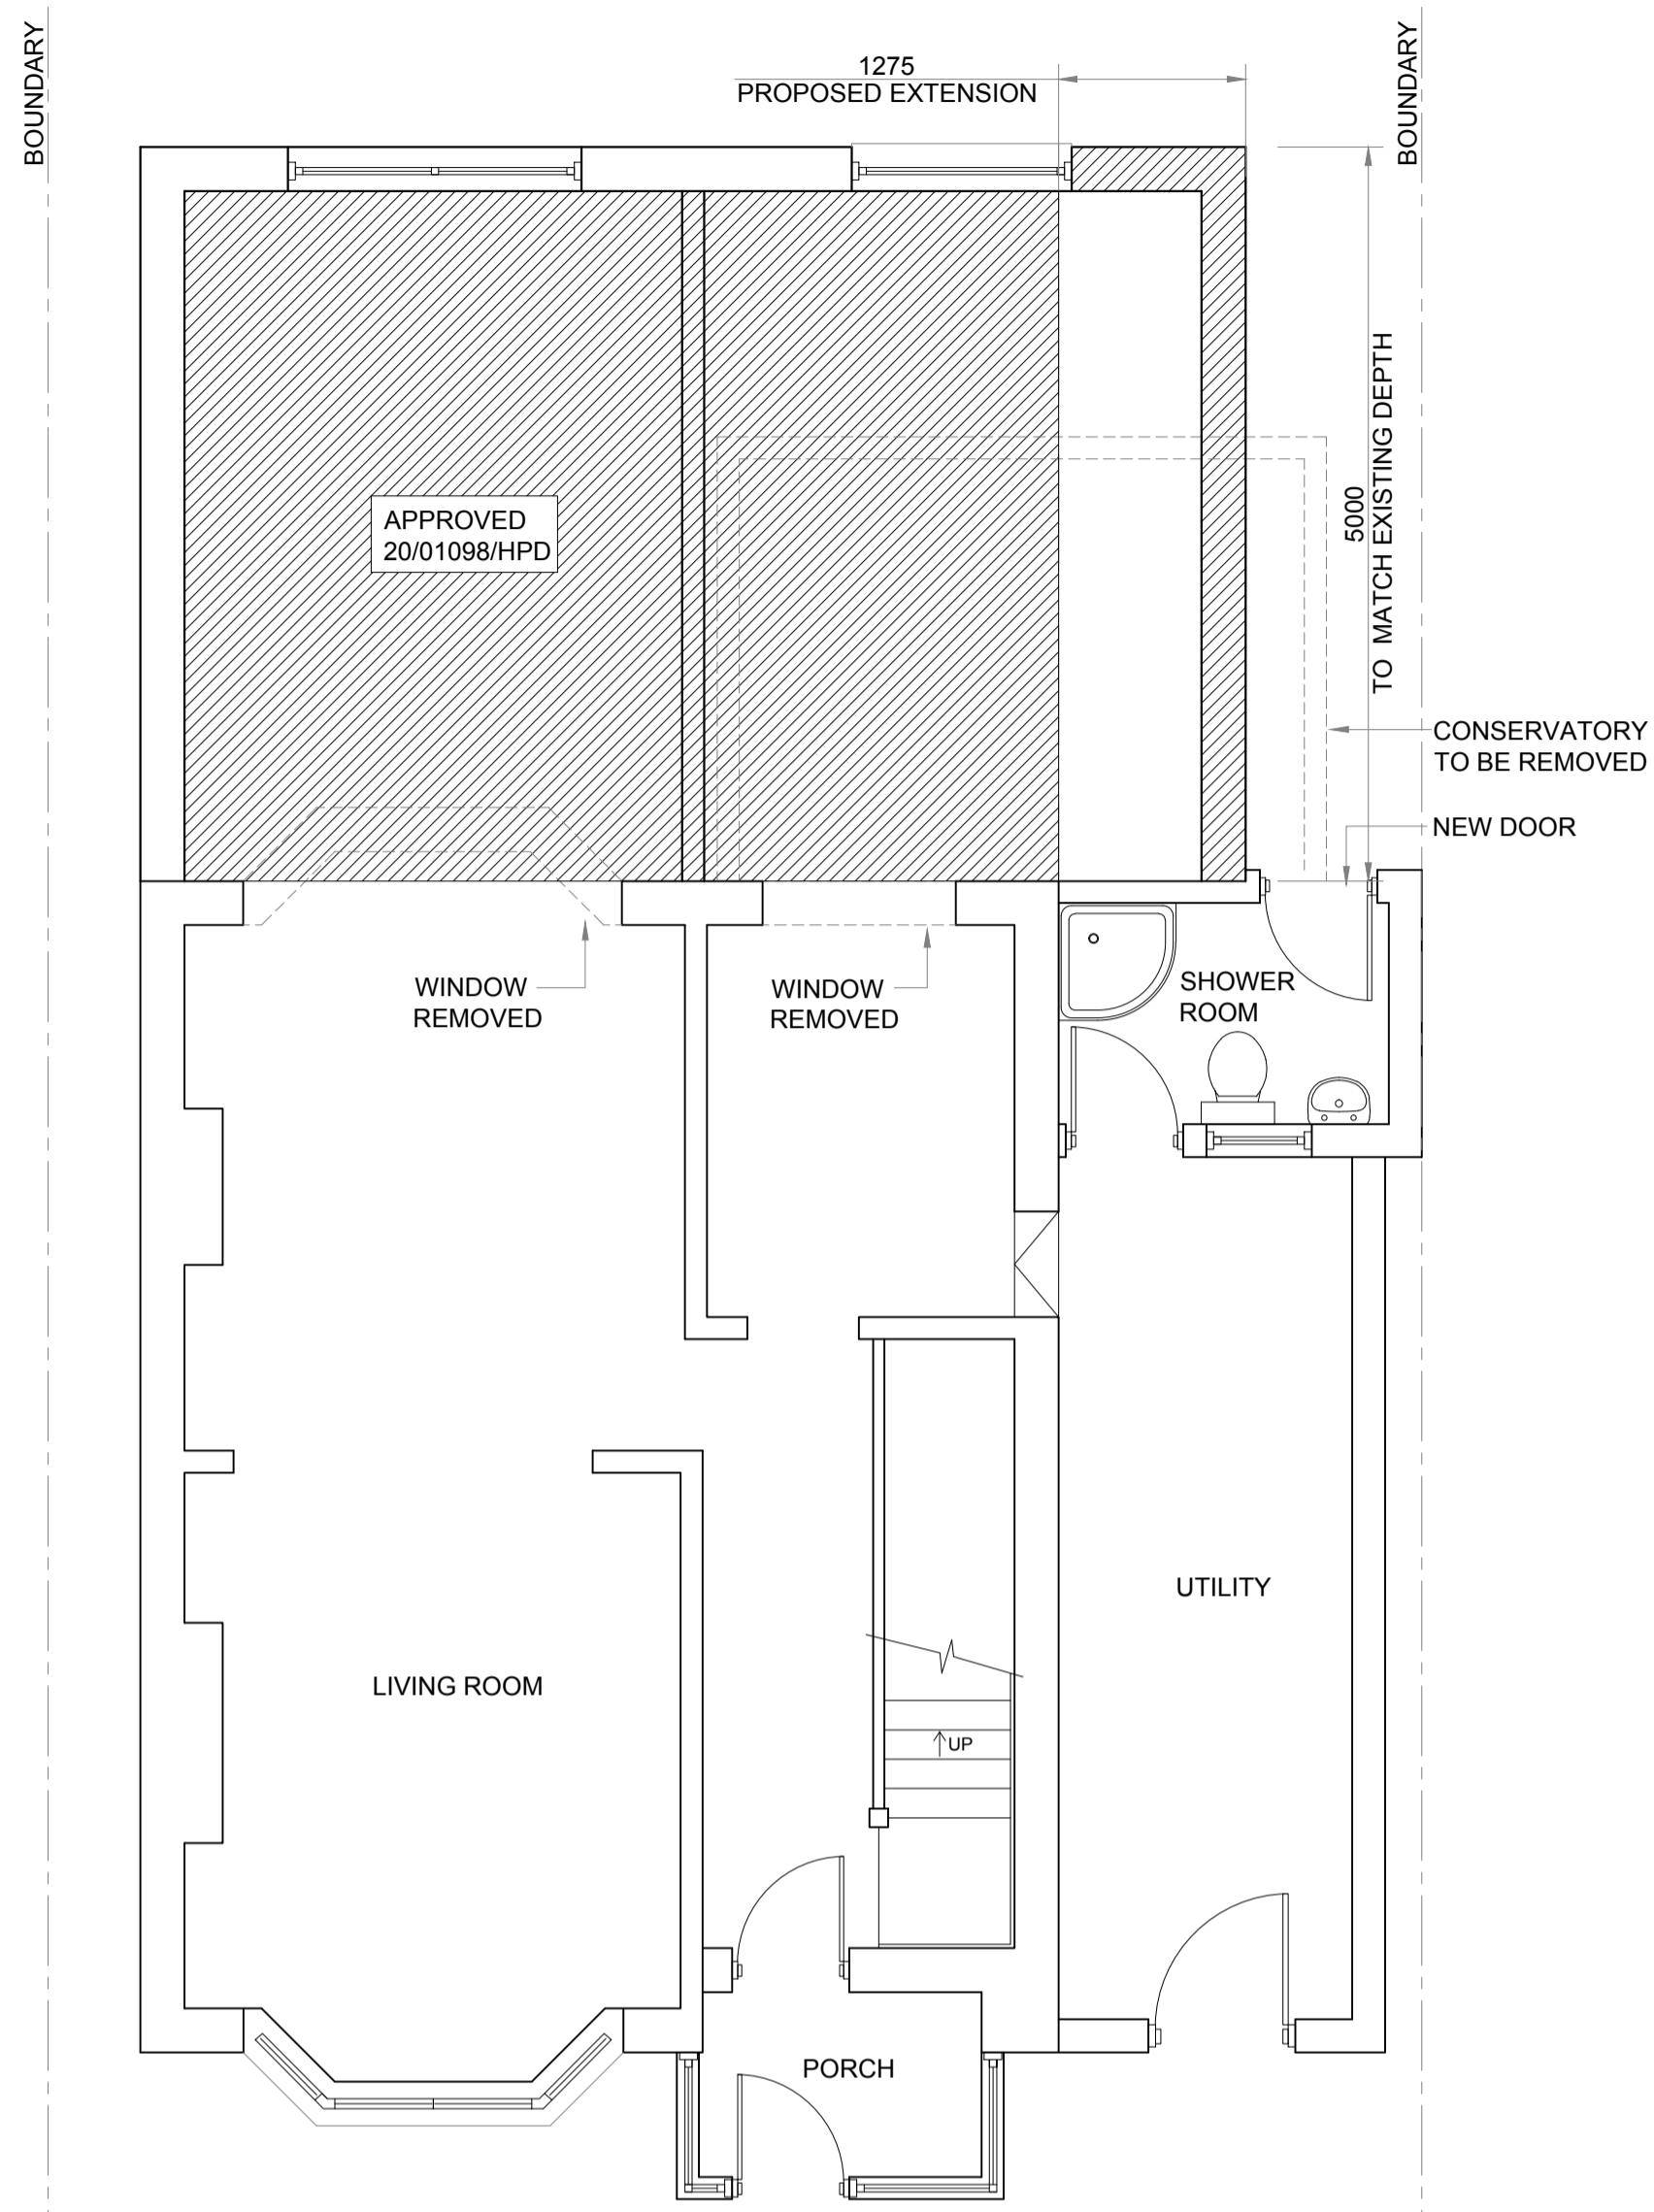 BOUNDARY
BOUNDARY
1275
PROPOSED EXTENSION
APPROVED
20/01098/HPD
5000
TO MATCH EXISTING DEPTH
CONSERVATORY
TO BE REMOVED
NEW DOOR
WINDOW
REMOVED
WINDOW
REMOVED
SHOWER
ROOM
UTILITY
LIVING ROOM
UP
PORCH